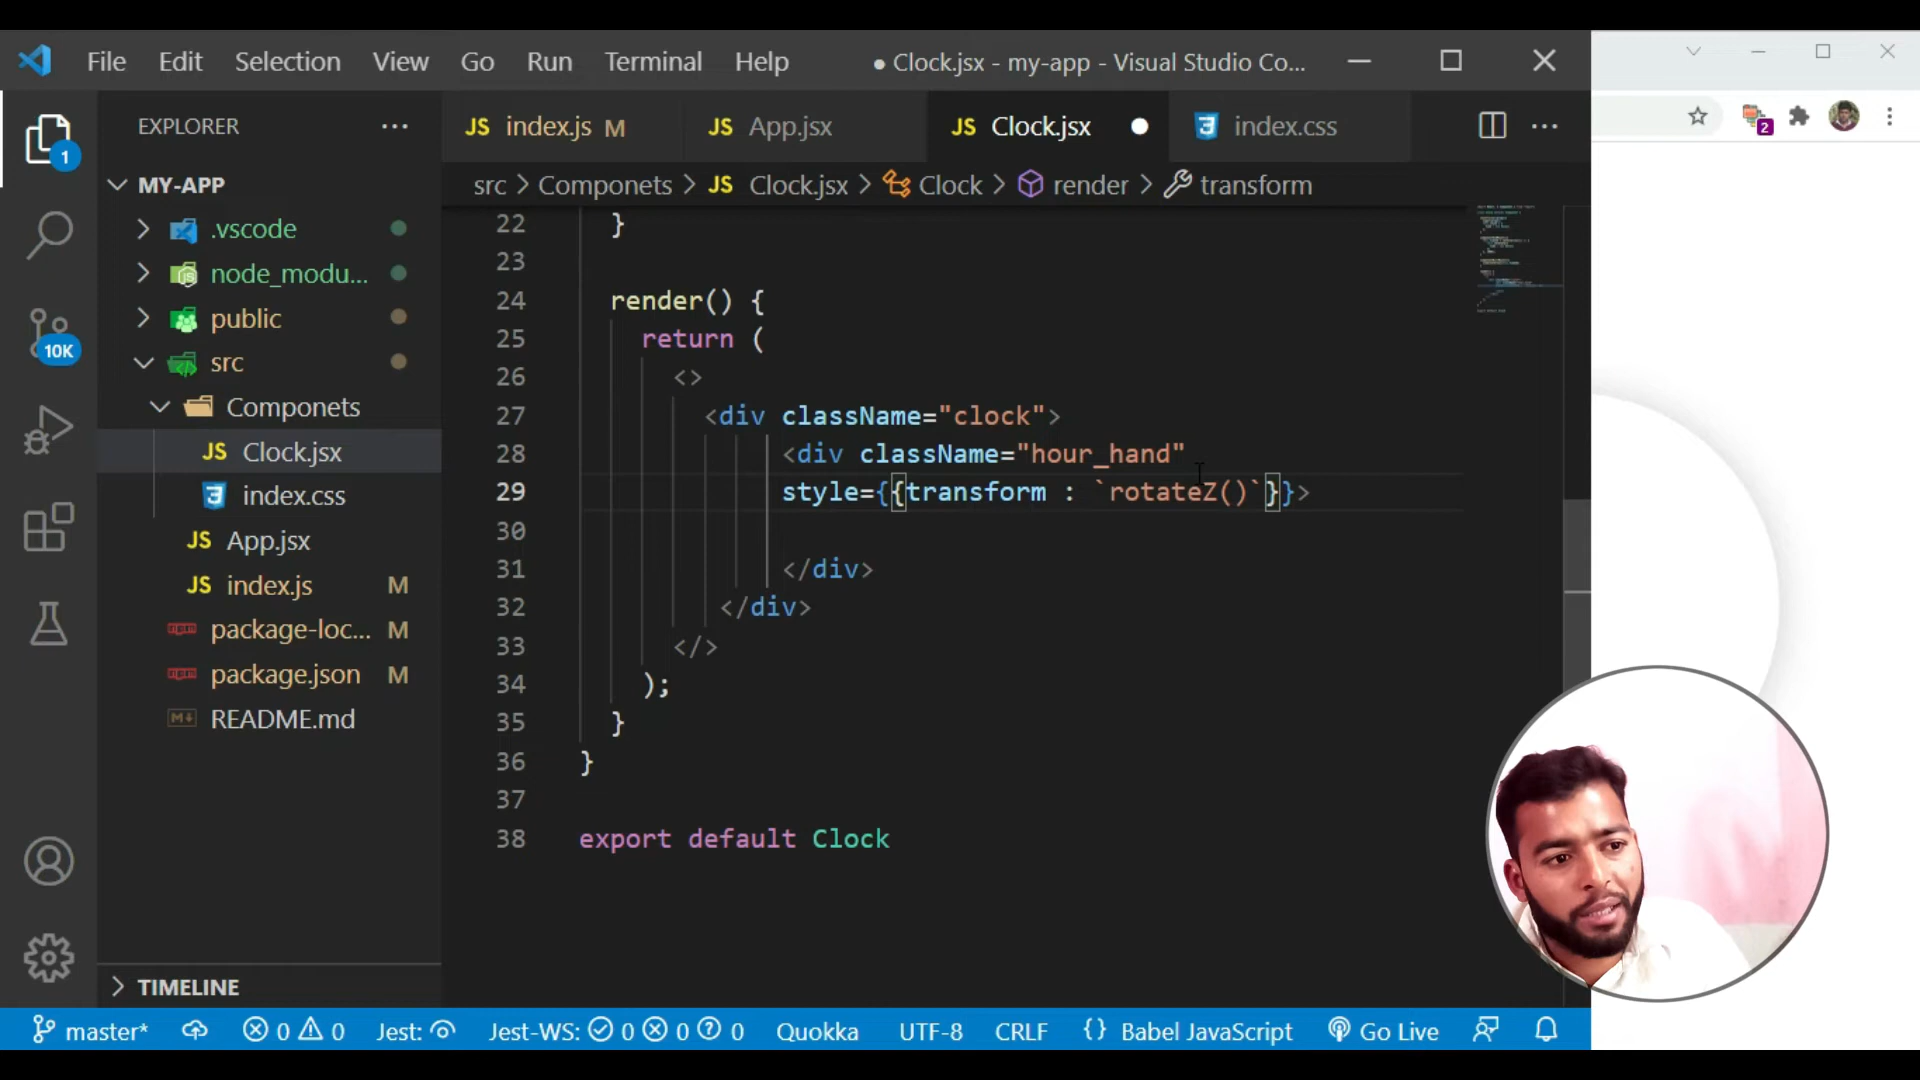 File Edit Selection View Go Run Terminal Help ● Clock.jsx - my-app - Visual Studio Co...
EXPLORER ...
JS index.js M JS App.jsx JS Clock.jsx ● index.css ...
2
1
MY-APP
src > Componets > JS Clock.jsx > Clock > render > transform
.vscode
node_modu...
public
src
Componets
JS Clock.jsx
index.css
JS App.jsx
JS index.js M
package-loc... M
package.json M
README.md
10K
22 }
23
24 render() {
25 return (
26 <>
27 <div className="clock">
28 <div className="hour_hand"
29 style={{transform : `rotateZ()`}}>
30
31 </div>
32 </div>
33 </>
34 );
35 }
36 }
37
38 export default Clock
TIMELINE
master* 0 0 Jest: Jest-WS: 0 0 0 Quokka UTF-8 CRLF {} Babel JavaScript Go Live